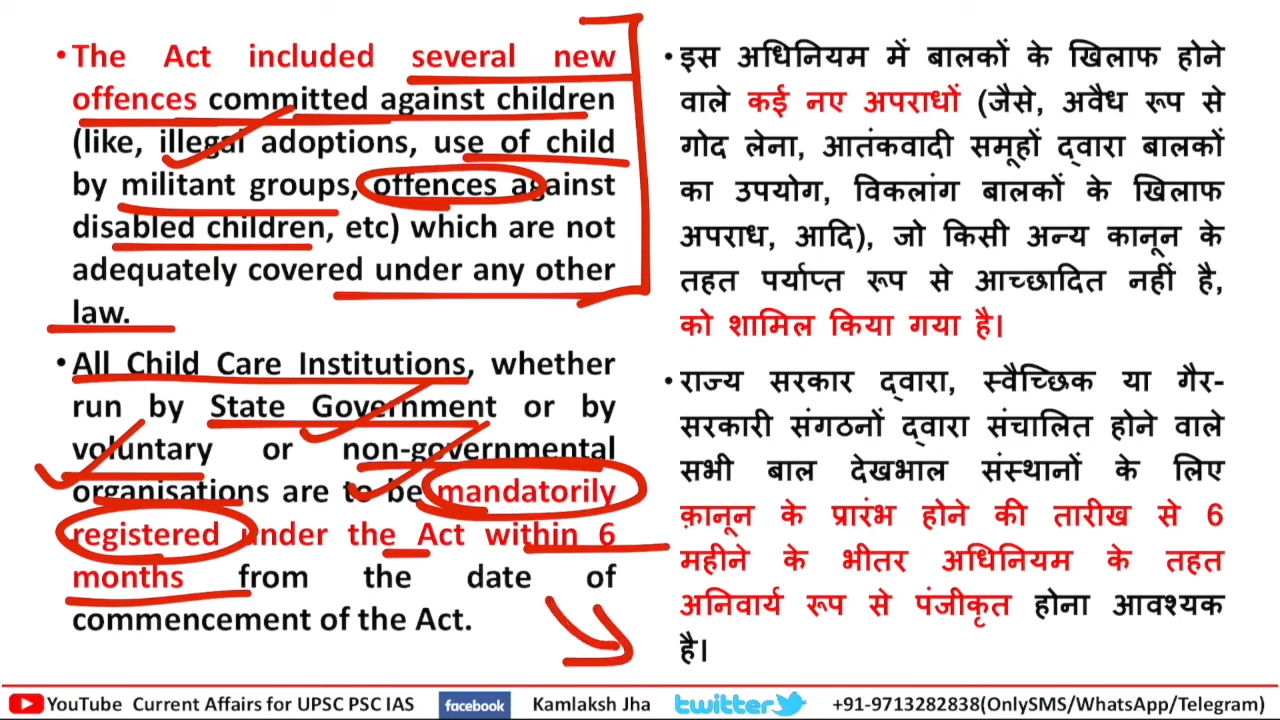 •The Act included several new
offences committed against children
(like, illegal adoptions, use of child
by militant groups, offences against
disabled children, etc) which are not
adequately covered under any other
law.
•All Child Care Institutions, whether
run by State Government or by
voluntary or non-governmental
organisations are to be mandatorily
registered under the Act within 6
months from the date of
commencement of the Act.
•इस अधिनियम में बालकों के खिलाफ होने
वाले कई नए अपराधों (जैसे, अवैध रूप से
गोद लेना, आतंकवादी समूहों द्वारा बालकों
का उपयोग, विकलांग बालकों के खिलाफ
अपराध, आदि), जो किसी अन्य कानून के
तहत पर्याप्त रूप से आच्छादित नहीं है,
को शामिल किया गया है।
•राज्य सरकार द्वारा, स्वैच्छिक या गैर-
सरकारी संगठनों द्वारा संचालित होने वाले
सभी बाल देखभाल संस्थानों के लिए
क़ानून के प्रारंभ होने की तारीख से 6
महीने के भीतर अधिनियम के तहत
अनिवार्य रूप से पंजीकृत होना आवश्यक
है।
YouTube Current Affairs for UPSC PSC IAS facebook Kamlaksh Jha twitter +91-9713282838(OnlySMS/WhatsApp/Telegram)